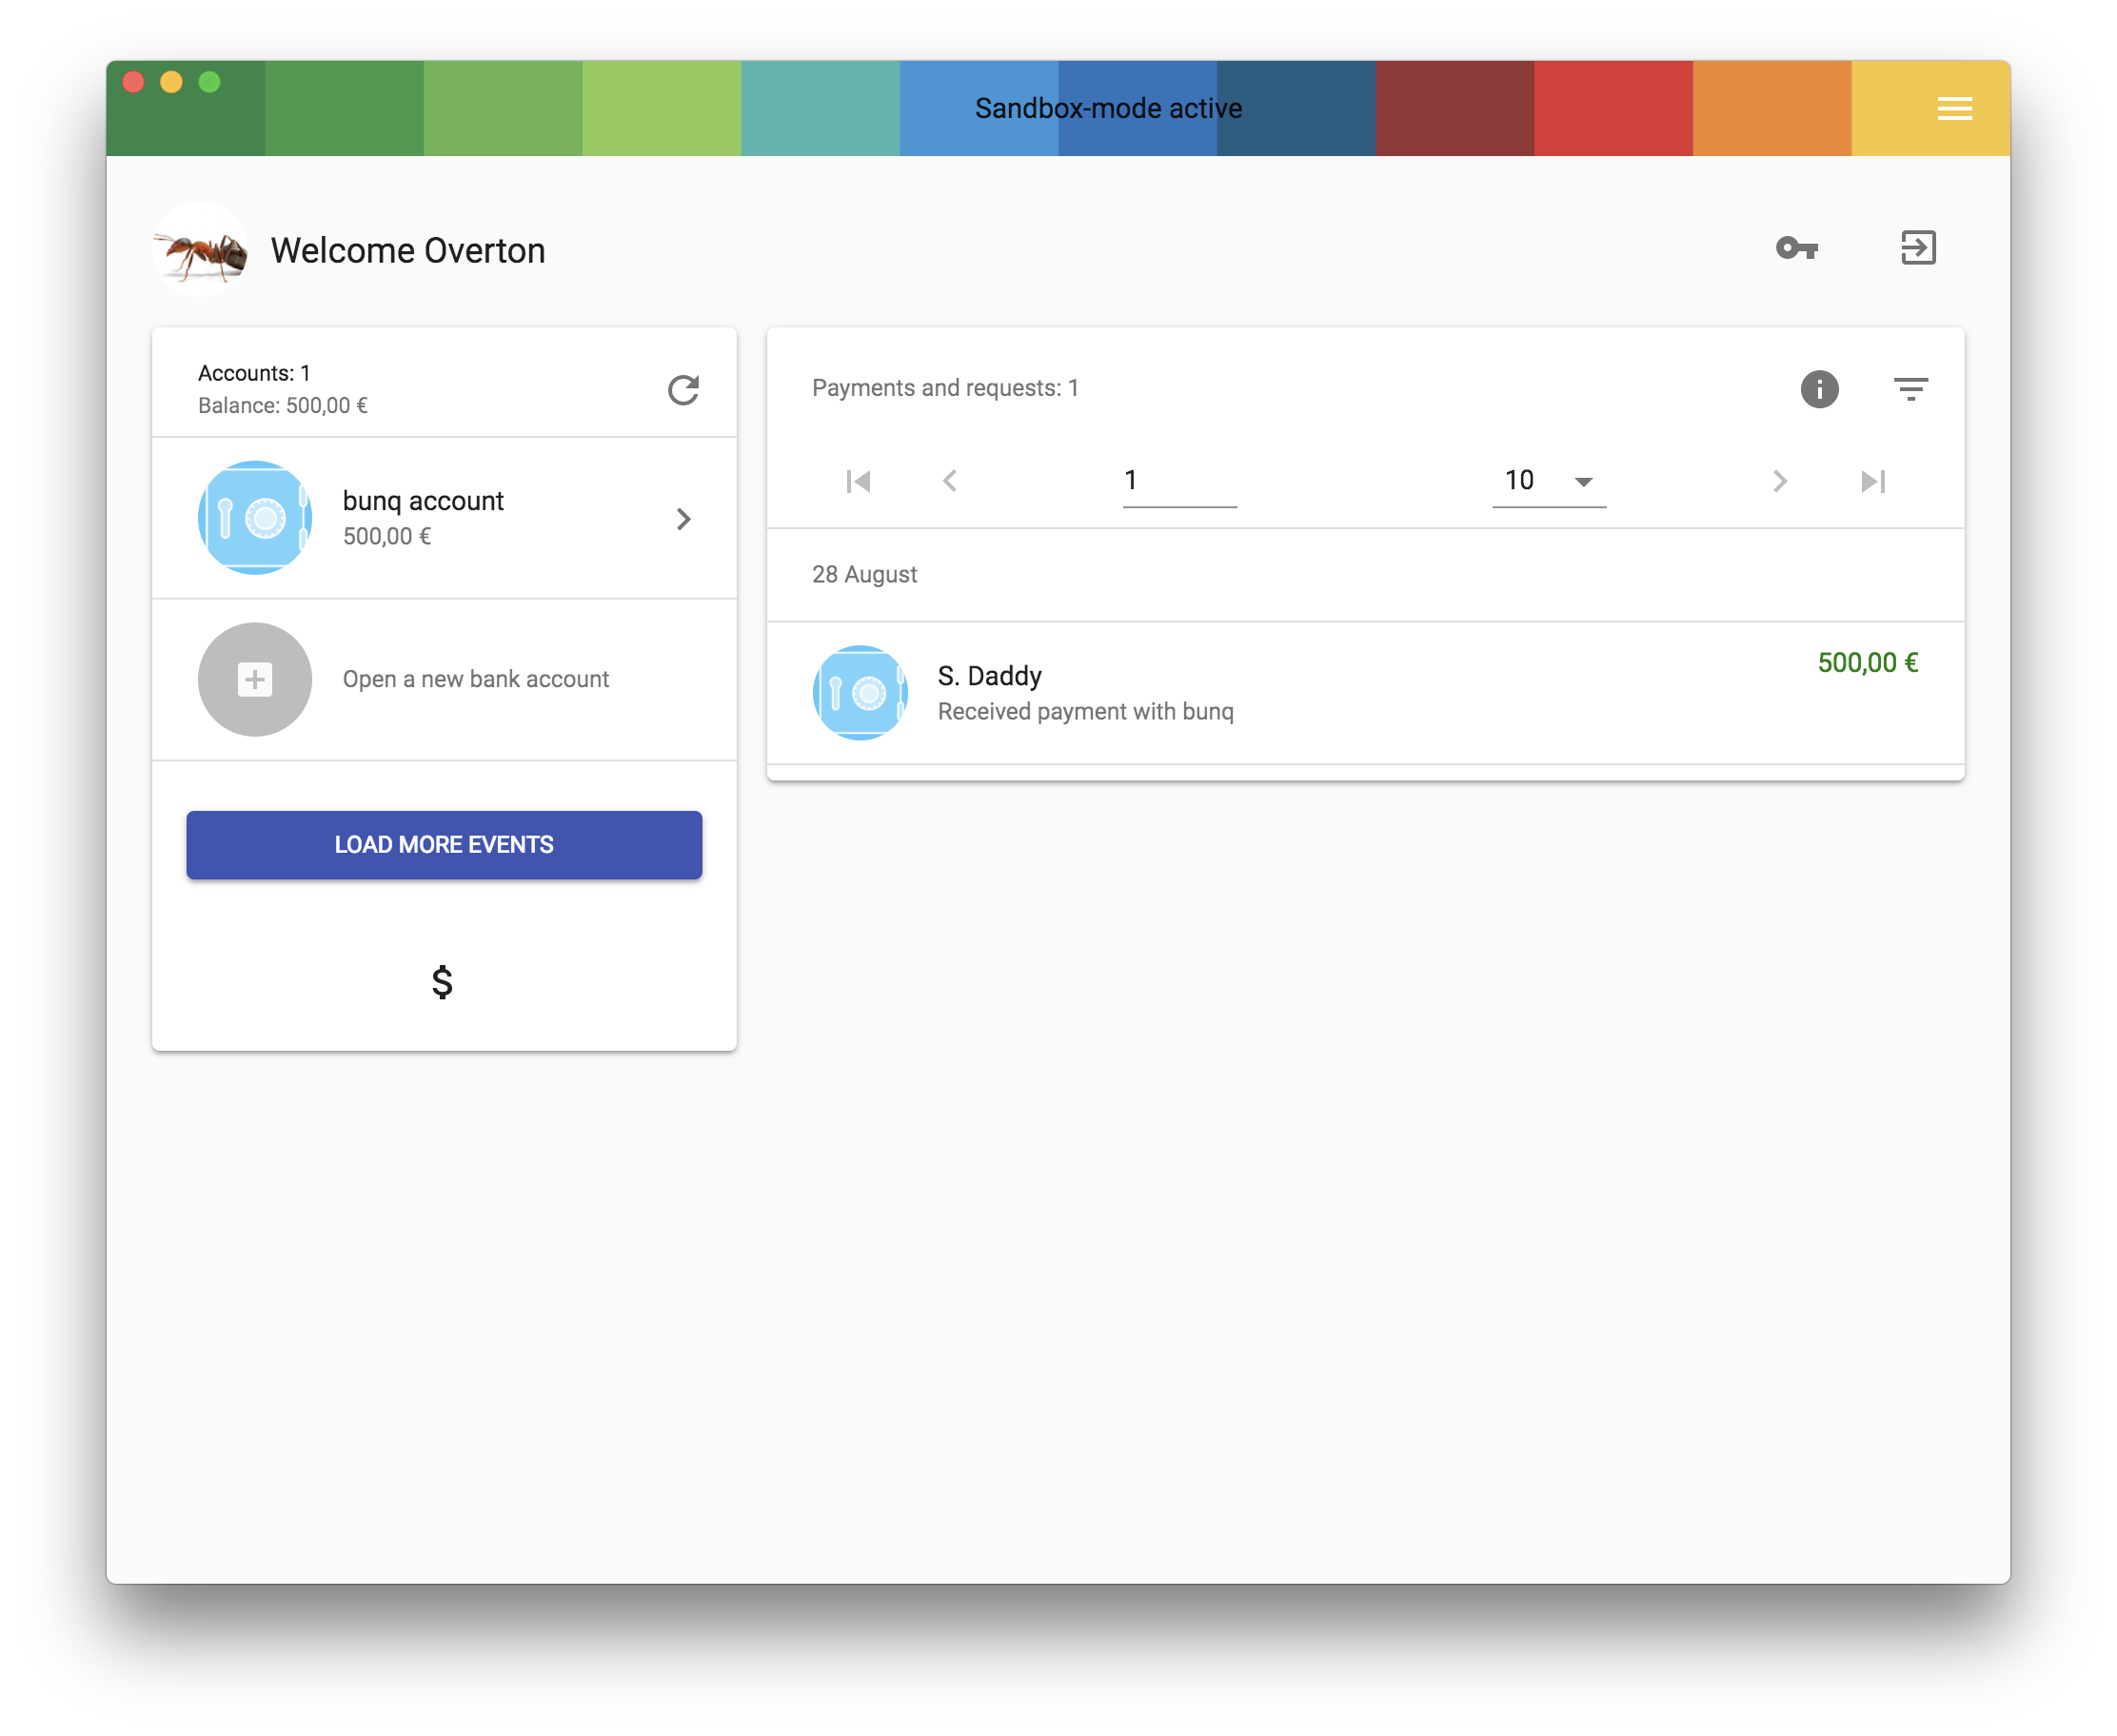 Sandbox-mode active
Welcome Overton
Accounts: 1
Balance: 500,00 €
bunq account
500,00 €
Open a new bank account
LOAD MORE EVENTS
$
Payments and requests: 1
1
10
28 August
S. Daddy
500,00 €
Received payment with bunq